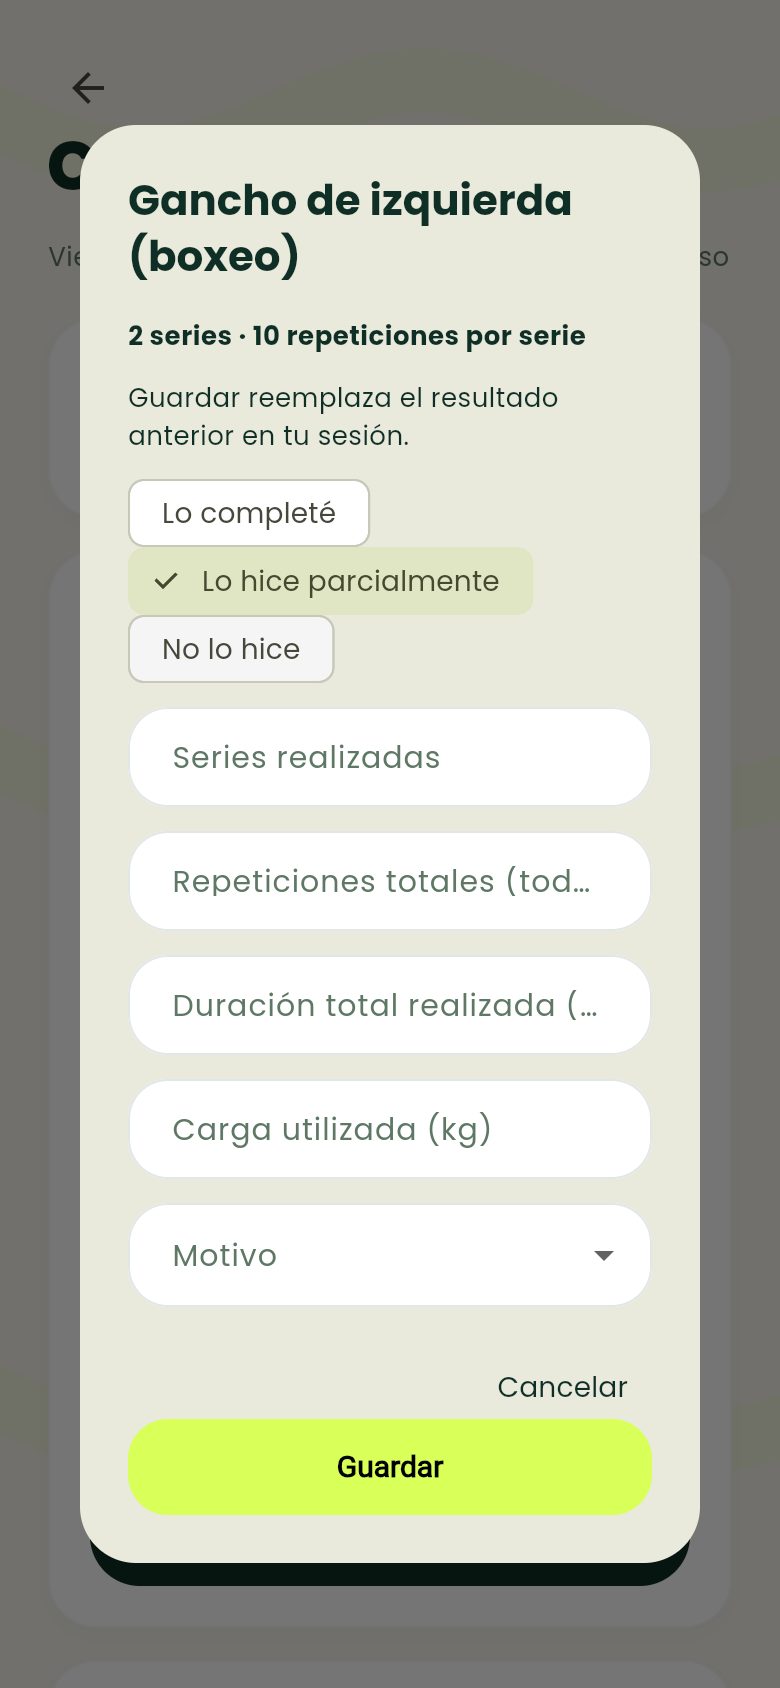 Gancho de izquierda
(boxeo)
2 series · 10 repeticiones por serie
Guardar reemplaza el resultado
anterior en tu sesión.
Lo completé
Lo hice parcialmente
No lo hice
Series realizadas
Repeticiones totales (tod...
Duración total realizada (...
Carga utilizada (kg)
Motivo
Cancelar
Guardar